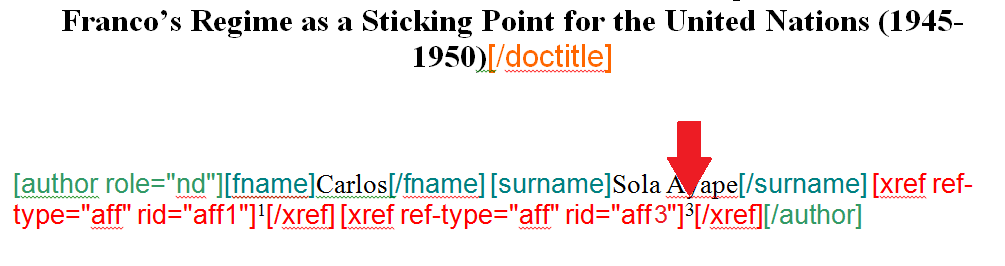 Franco’s Regime as a Sticking Point for the United Nations (1945-
1950)[/doctitle]
[author role="nd"][fname]Carlos[/fname] [surname]Sola Ayape[/surname] [xref ref-
type="aff" rid="aff1"]¹[/xref] [xref ref-type="aff" rid="aff3"]³[/xref][/author]